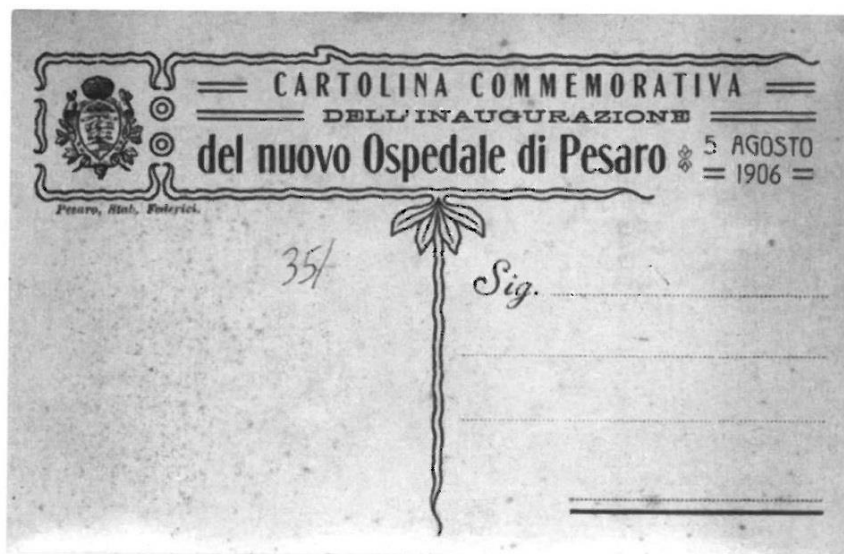 CARTOLINA COMMEMORATIVA
DELL'INAUGURAZIONE
del nuovo Ospedale di Pesaro
5 AGOSTO
1906
Pesaro, Stab. Federici.
35/
Sig.